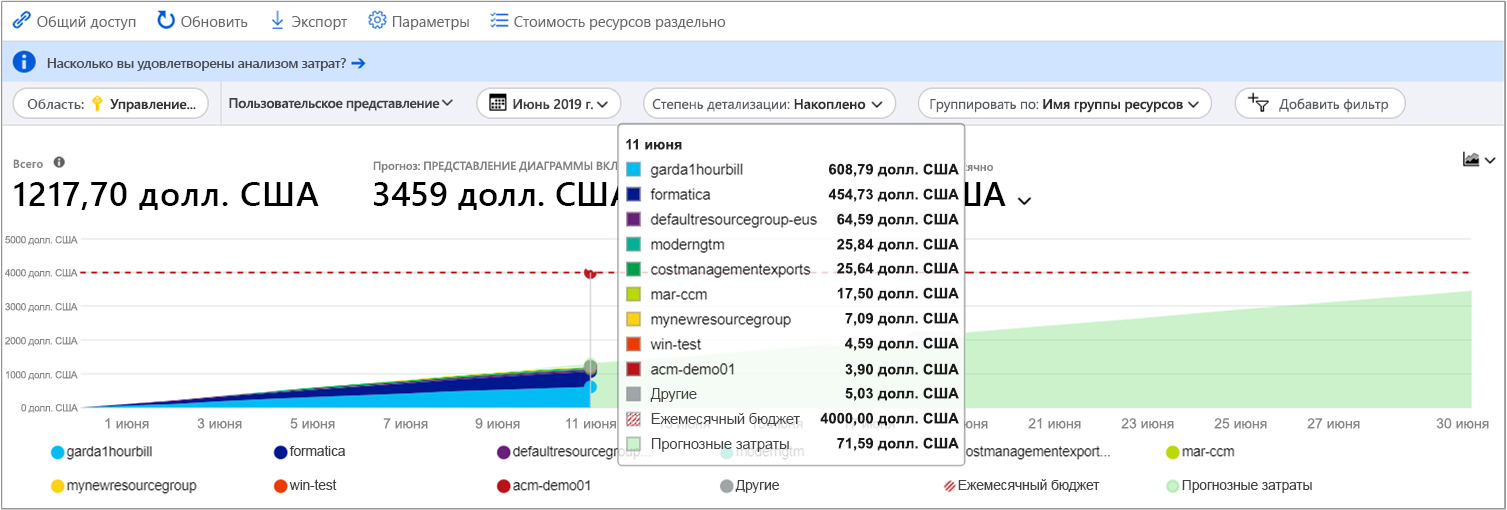 Общий доступ Обновить Экспорт Параметры Стоимость ресурсов раздельно
Насколько вы удовлетворены анализом затрат?
Область: Управление... Пользовательское представление Июнь 2019 г. Степень детализации: Накоплено Группировать по: Имя группы ресурсов Добавить фильтр
Всего Прогноз: ПРЕДСТАВЛЕНИЕ ДИАГРАММЫ ВКЛ
1217,70 долл. США 3459 долл. США
11 июня
garda1hourbill 608,79 долл. США
formatica 454,73 долл. США
defaultresourcegroup-eus 64,59 долл. США
moderngtm 25,84 долл. США
costmanagementexports 25,64 долл. США
mar-ccm 17,50 долл. США
mynewresourcegroup 7,09 долл. США
win-test 4,59 долл. США
acm-demo01 3,90 долл. США
Другие 5,03 долл. США
Ежемесячный бюджет 4000,00 долл. США
Прогнозные затраты 71,59 долл. США
5000 долл. США
4000 долл. США
3000 долл. США
2000 долл. США
1000 долл. США
0 долл. США
1 июня 3 июня 5 июня 7 июня 9 июня 11 июня 21 июня 23 июня 25 июня 27 июня 30 июня
garda1hourbill formatica defaultresourcegroup... moderngtm ostmanagementexport... mar-ccm
mynewresourcegroup win-test acm-demo01 Другие Ежемесячный бюджет Прогнозные затраты